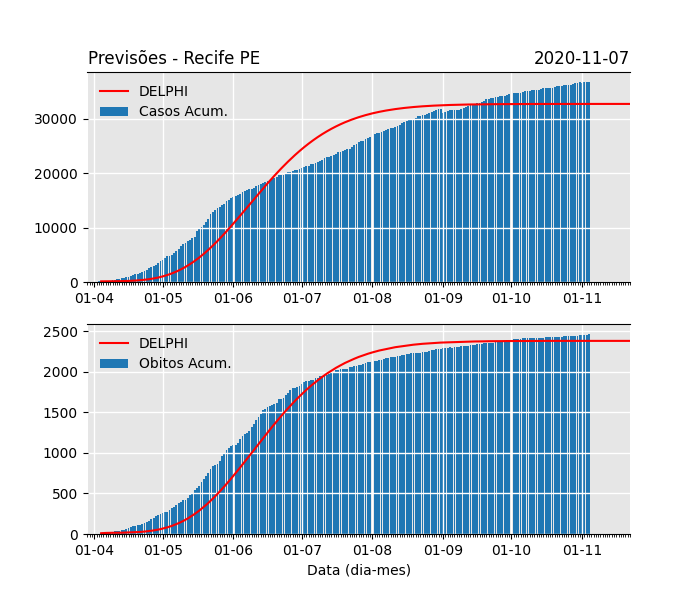 Previsões - Recife PE 2020-11-07
DELPHI
Casos Acum.
30000
20000
10000
0
01-04 01-05 01-06 01-07 01-08 01-09 01-10 01-11
DELPHI
Obitos Acum.
2500
2000
1500
1000
500
0
01-04 01-05 01-06 01-07 01-08 01-09 01-10 01-11
Data (dia-mes)